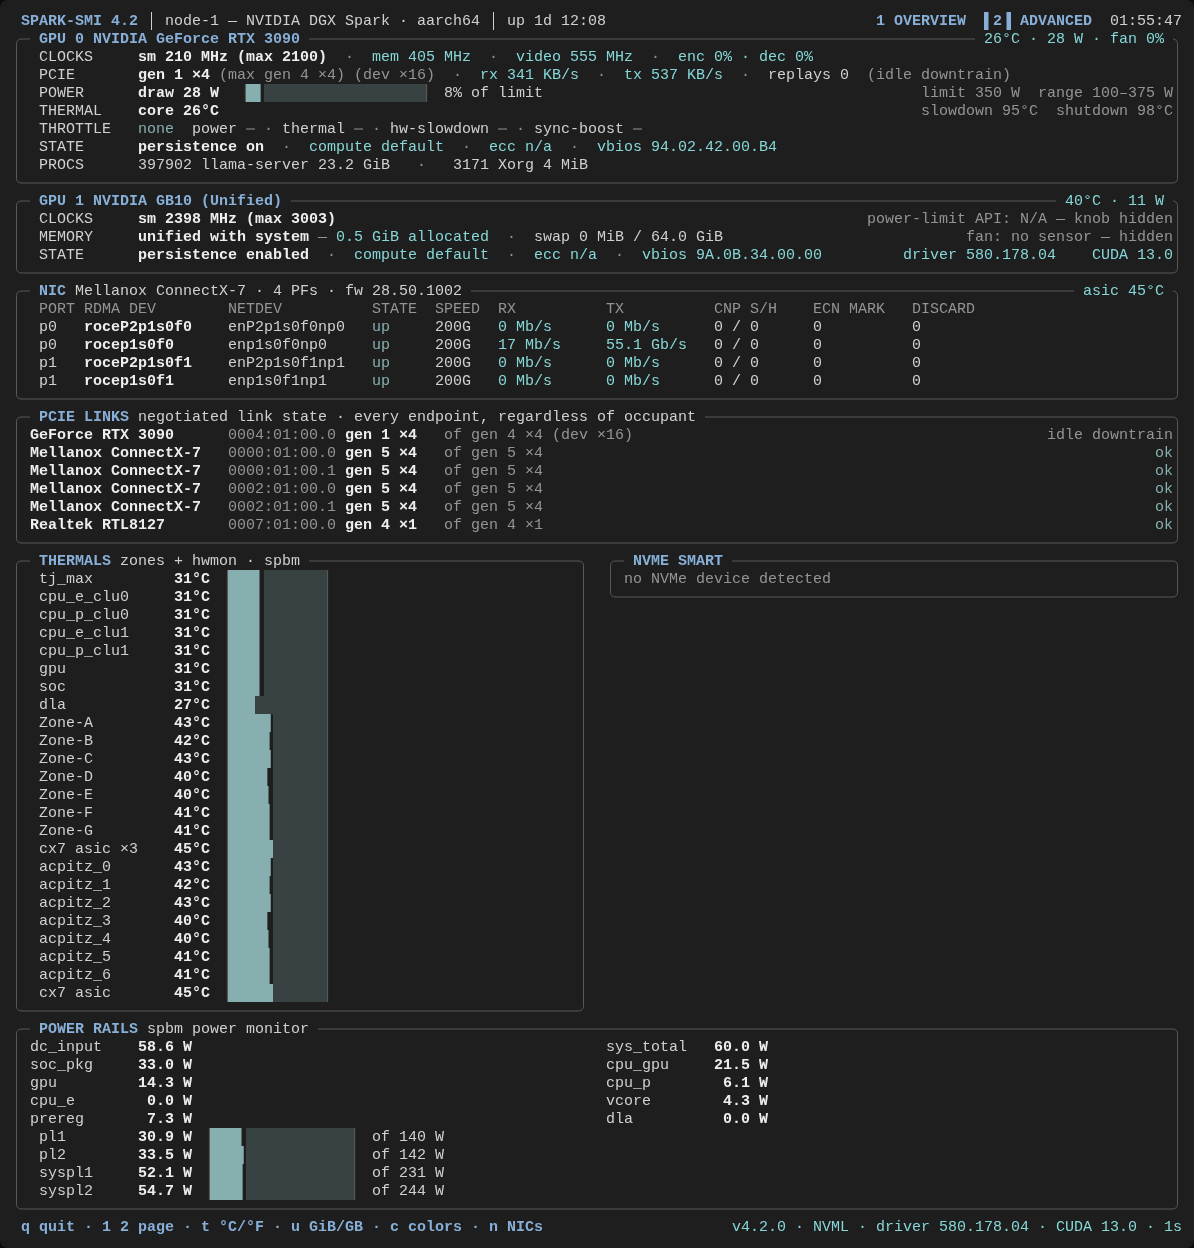 SPARK-SMI 4.2 │ node-1 — NVIDIA DGX Spark · aarch64 │ up 1d 12:08 1 OVERVIEW ▌2▐ ADVANCED 01:55:47
GPU 0 NVIDIA GeForce RTX 3090 26°C · 28 W · fan 0%
CLOCKS sm 210 MHz (max 2100) · mem 405 MHz · video 555 MHz · enc 0% · dec 0%
PCIE gen 1 ×4 (max gen 4 ×4) (dev ×16) · rx 341 KB/s · tx 537 KB/s · replays 0 (idle downtrain)
POWER draw 28 W 8% of limit limit 350 W range 100–375 W
THERMAL core 26°C slowdown 95°C shutdown 98°C
THROTTLE none power — · thermal — · hw-slowdown — · sync-boost —
STATE persistence on · compute default · ecc n/a · vbios 94.02.42.00.B4
PROCS 397902 llama-server 23.2 GiB · 3171 Xorg 4 MiB
GPU 1 NVIDIA GB10 (Unified) 40°C · 11 W
CLOCKS sm 2398 MHz (max 3003) power-limit API: N/A — knob hidden
MEMORY unified with system — 0.5 GiB allocated · swap 0 MiB / 64.0 GiB fan: no sensor — hidden
STATE persistence enabled · compute default · ecc n/a · vbios 9A.0B.34.00.00 driver 580.178.04 CUDA 13.0
NIC Mellanox ConnectX-7 · 4 PFs · fw 28.50.1002 asic 45°C
PORT RDMA DEV NETDEV STATE SPEED RX TX CNP S/H ECN MARK DISCARD
p0 roceP2p1s0f0 enP2p1s0f0np0 up 200G 0 Mb/s 0 Mb/s 0 / 0 0 0
p0 rocep1s0f0 enp1s0f0np0 up 200G 17 Mb/s 55.1 Gb/s 0 / 0 0 0
p1 roceP2p1s0f1 enP2p1s0f1np1 up 200G 0 Mb/s 0 Mb/s 0 / 0 0 0
p1 rocep1s0f1 enp1s0f1np1 up 200G 0 Mb/s 0 Mb/s 0 / 0 0 0
PCIE LINKS negotiated link state · every endpoint, regardless of occupant
GeForce RTX 3090 0004:01:00.0 gen 1 ×4 of gen 4 ×4 (dev ×16) idle downtrain
Mellanox ConnectX-7 0000:01:00.0 gen 5 ×4 of gen 5 ×4 ok
Mellanox ConnectX-7 0000:01:00.1 gen 5 ×4 of gen 5 ×4 ok
Mellanox ConnectX-7 0002:01:00.0 gen 5 ×4 of gen 5 ×4 ok
Mellanox ConnectX-7 0002:01:00.1 gen 5 ×4 of gen 5 ×4 ok
Realtek RTL8127 0007:01:00.0 gen 4 ×1 of gen 4 ×1 ok
THERMALS zones + hwmon · spbm
tj_max 31°C
cpu_e_clu0 31°C
cpu_p_clu0 31°C
cpu_e_clu1 31°C
cpu_p_clu1 31°C
gpu 31°C
soc 31°C
dla 27°C
Zone-A 43°C
Zone-B 42°C
Zone-C 43°C
Zone-D 40°C
Zone-E 40°C
Zone-F 41°C
Zone-G 41°C
cx7 asic ×3 45°C
acpitz_0 43°C
acpitz_1 42°C
acpitz_2 43°C
acpitz_3 40°C
acpitz_4 40°C
acpitz_5 41°C
acpitz_6 41°C
cx7 asic 45°C
NVME SMART
no NVMe device detected
POWER RAILS spbm power monitor
dc_input 58.6 W sys_total 60.0 W
soc_pkg 33.0 W cpu_gpu 21.5 W
gpu 14.3 W cpu_p 6.1 W
cpu_e 0.0 W vcore 4.3 W
prereg 7.3 W dla 0.0 W
pl1 30.9 W of 140 W
pl2 33.5 W of 142 W
syspl1 52.1 W of 231 W
syspl2 54.7 W of 244 W
q quit · 1 2 page · t °C/°F · u GiB/GB · c colors · n NICs v4.2.0 · NVML · driver 580.178.04 · CUDA 13.0 · 1s